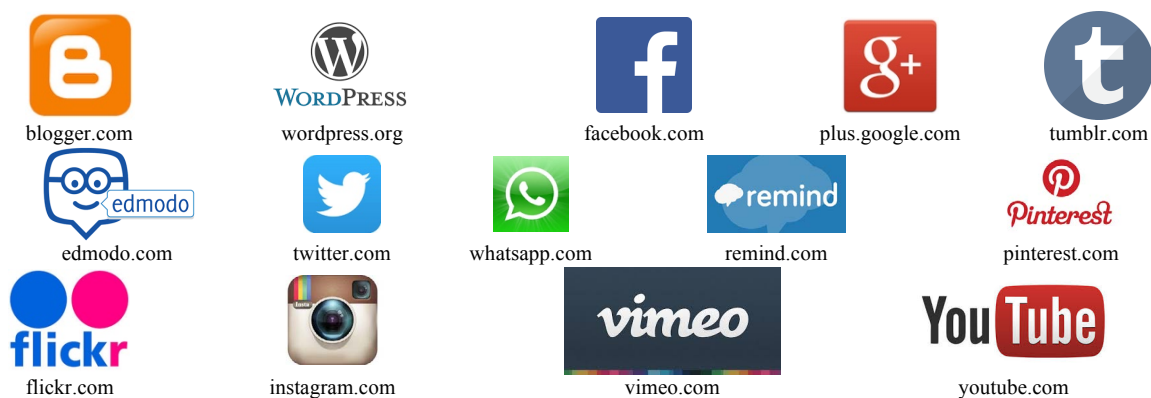 B
W
WORDPRESS
f
g+
t
blogger.com
wordpress.org
facebook.com
plus.google.com
tumblr.com
edmodo
remind
Pinterest
edmodo.com
twitter.com
whatsapp.com
remind.com
pinterest.com
flickr
Insta
vimeo
YouTube
flickr.com
instagram.com
vimeo.com
youtube.com